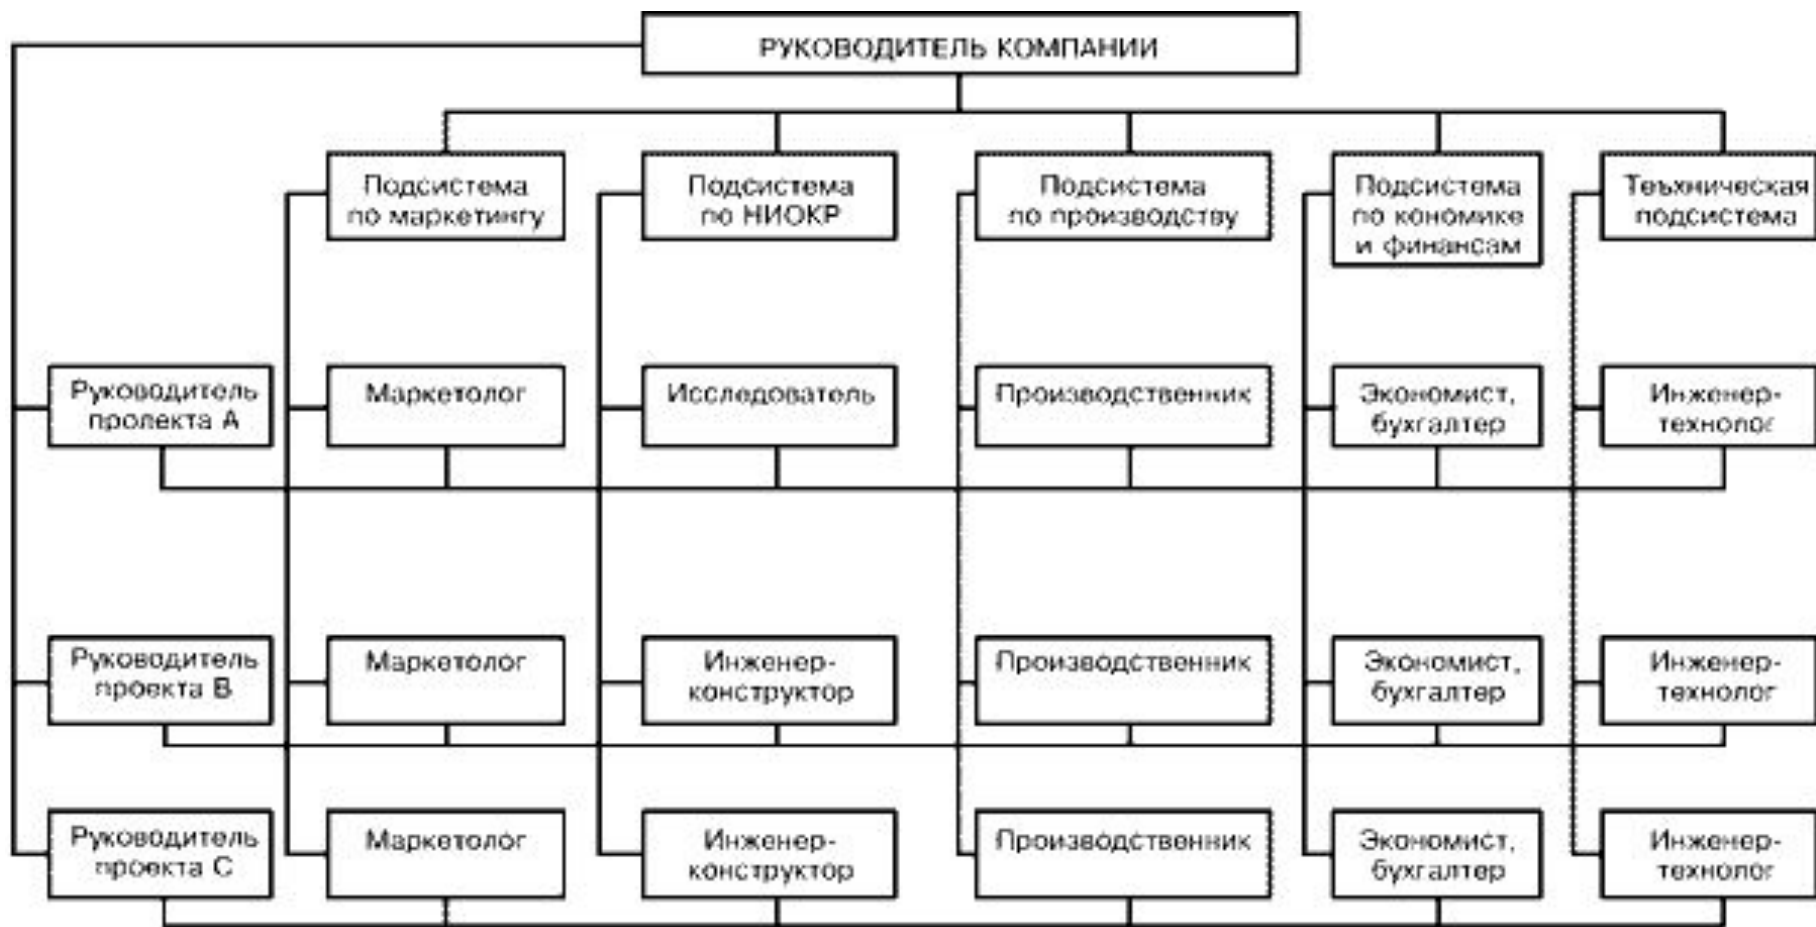 РУКОВОДИТЕЛЬ КОМПАНИИ
Подсистема
по маркетингу
Подсистема
по НИОКР
Подсистема
по производству
Подсистема
по кономике
и финансам
Теъхническая
подсистема
Руководитель
пролекта А
Маркетолог
Исследователь
Производственник
Экономист,
бухгалтер
Инженер-
технолог
Руководитель
проекта В
Маркетолог
Инженер-
конструктор
Производственник
Экономист,
бухгалтер
Инженер-
технолог
Руководитель
проекта С
Маркетолог
Инженер-
конструктор
Производственник
Экономист,
бухгалтер
Инженер-
технолог